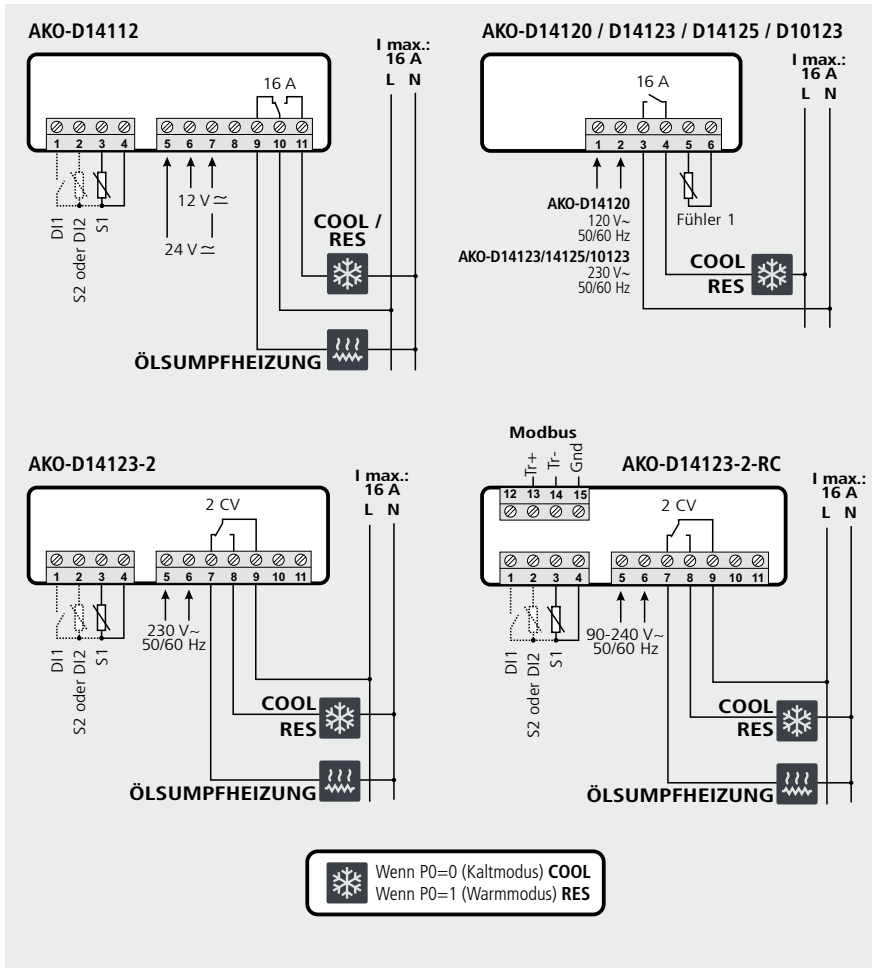 AKO-D14112
I max.:
16 A
L N
16 A
1 2 3 4 5 6 7 8 9 10 11
DI1
S2 oder DI2
S1
12 V ≂
24 V ≂
COOL /
RES
ÖLSUMPFHEIZUNG
AKO-D14120 / D14123 / D14125 / D10123
I max.:
16 A
L N
16 A
1 2 3 4 5 6
AKO-D14120
120 V~
50/60 Hz
AKO-D14123/14125/10123
230 V~
50/60 Hz
Fühler 1
COOL
RES
AKO-D14123-2
I max.:
16 A
L N
2 CV
1 2 3 4 5 6 7 8 9 10 11
DI1
S2 oder DI2
S1
230 V~
50/60 Hz
COOL
RES
ÖLSUMPFHEIZUNG
Modbus
Tr+
Tr-
Gnd
AKO-D14123-2-RC
I max.:
16 A
L N
12 13 14 15
2 CV
1 2 3 4 5 6 7 8 9 10 11
DI1
S2 oder DI2
S1
90-240 V~
50/60 Hz
COOL
RES
ÖLSUMPFHEIZUNG
Wenn P0=0 (Kaltmodus) COOL
Wenn P0=1 (Warmmodus) RES